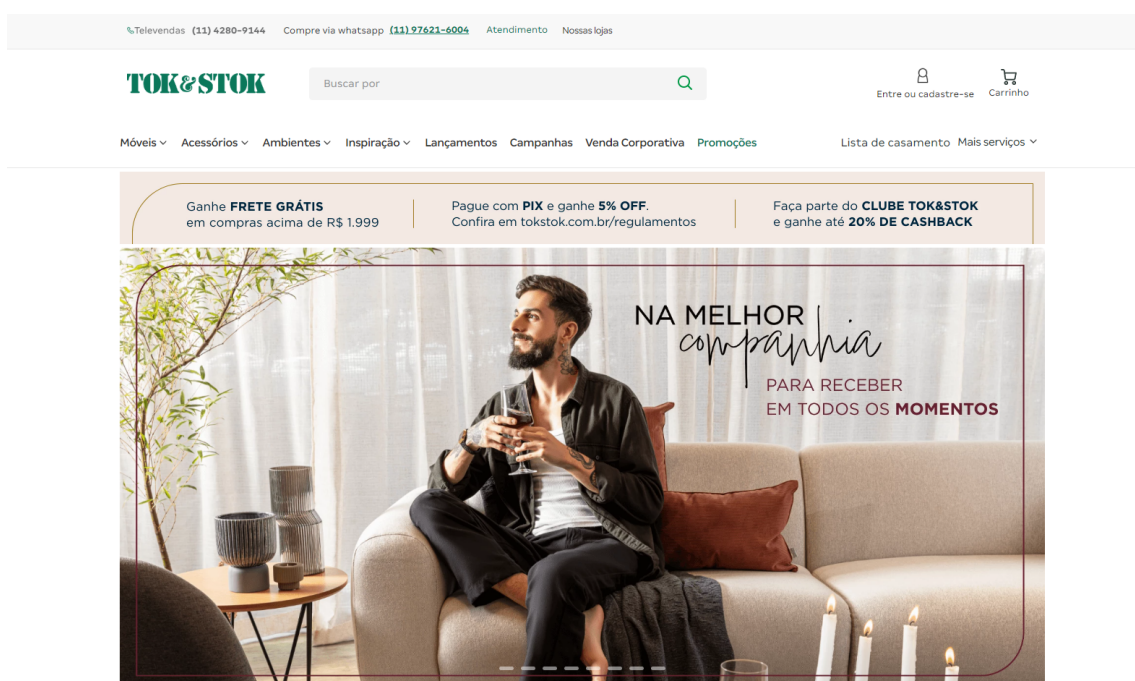 Televendas (11) 4280-9144 Compre via whatsapp (11) 97621-6004 Atendimento Nossas lojas
TOK&STOK
Buscar por
Entre ou cadastre-se Carrinho
Móveis Acessórios Ambientes Inspiração Lançamentos Campanhas Venda Corporativa Promoções Lista de casamento Mais serviços
Ganhe FRETE GRÁTIS
em compras acima de R$ 1.999
Pague com PIX e ganhe 5% OFF.
Confira em tokstok.com.br/regulamentos
Faça parte do CLUBE TOK&STOK
e ganhe até 20% DE CASHBACK
NA MELHOR
companhia
PARA RECEBER
EM TODOS OS MOMENTOS